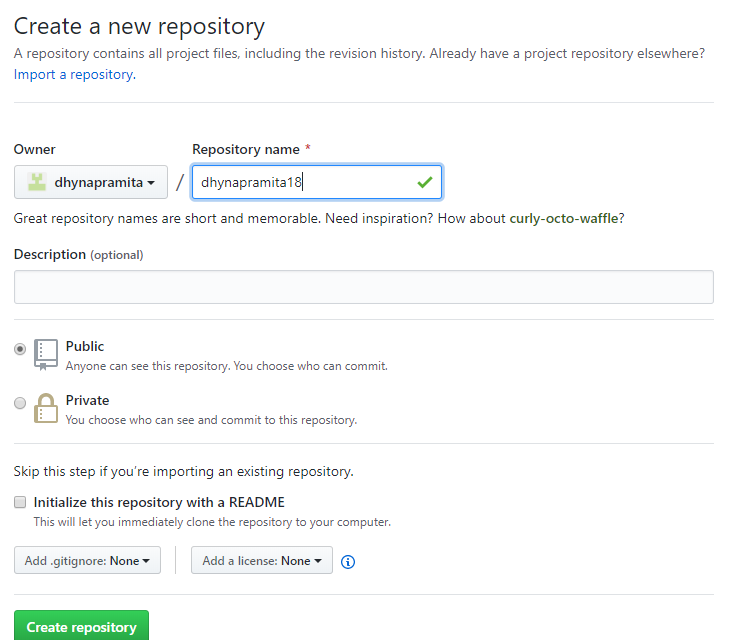 Create a new repository
A repository contains all project files, including the revision history. Already have a project repository elsewhere?
Import a repository.
Owner
Repository name *
dhynapramita / dhynapramita18
Great repository names are short and memorable. Need inspiration? How about curly-octo-waffle?
Description (optional)
Public
Anyone can see this repository. You choose who can commit.
Private
You choose who can see and commit to this repository.
Skip this step if you’re importing an existing repository.
Initialize this repository with a README
This will let you immediately clone the repository to your computer.
Add .gitignore: None
Add a license: None
Create repository